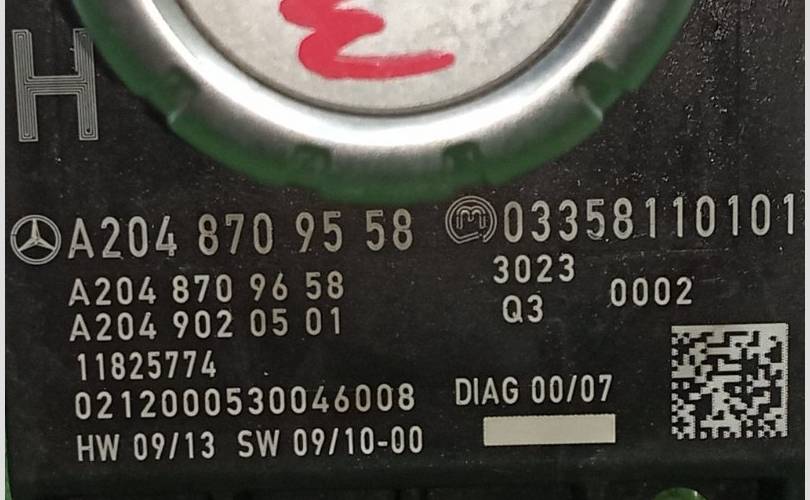 H
A204 870 95 58 033581110101
A204 870 96 58 3023
A204 902 05 01 Q3 0002
11825774
0212000530046008 DIAG 00/07
HW 09/13 SW 09/10-00